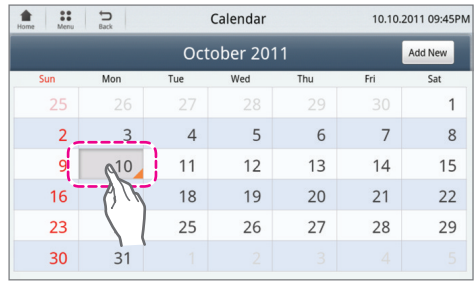 Home Menu Back Calendar 10.10.2011 09:45PM
October 2011 Add New
Sun Mon Tue Wed Thu Fri Sat
25 26 27 28 29 30 1
2 3 4 5 6 7 8
9 10 11 12 13 14 15
16 18 19 20 21 22
23 25 26 27 28 29
30 31 1 2 3 4 5